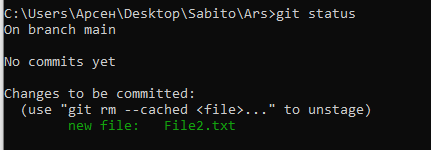 C:\Users\Арсен\Desktop\Sabito\Ars>git status
On branch main
No commits yet
Changes to be committed:
(use "git rm --cached <file>..." to unstage)
new file: File2.txt